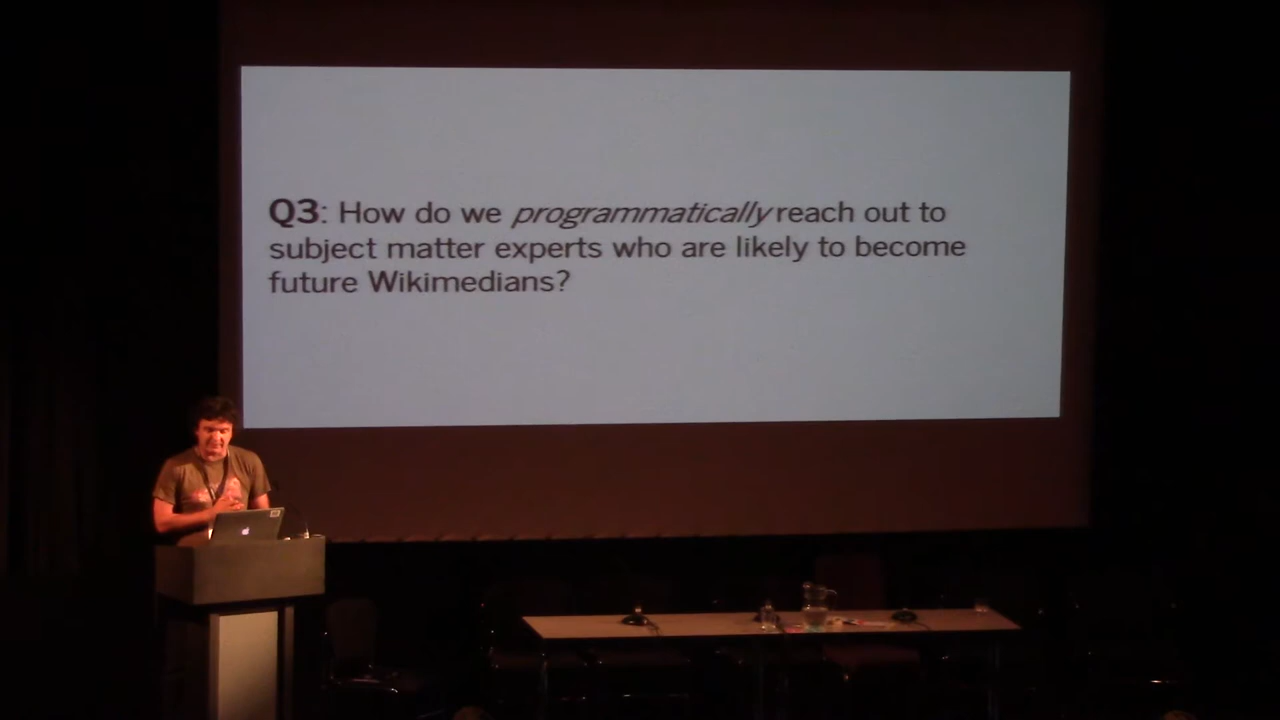 Q3: How do we programmatically reach out to
subject matter experts who are likely to become
future Wikimedians?